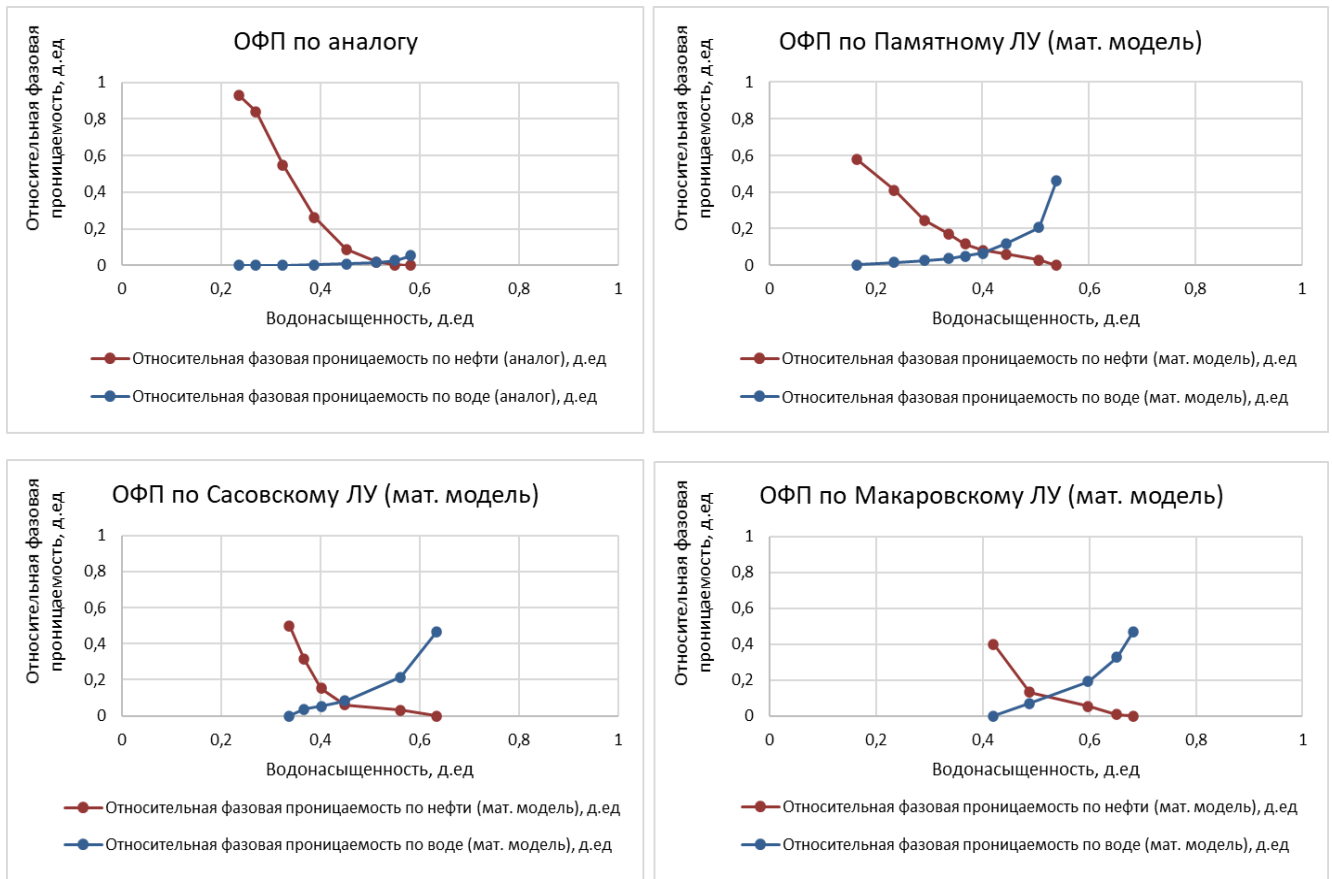 ОФП по аналогу
Относительная фазовая
проницаемость, д.ед
1
0,8
0,6
0,4
0,2
0
0 0,2 0,4 0,6 0,8 1
Водонасыщенность, д.ед
Относительная фазовая проницаемость по нефти (аналог), д.ед
Относительная фазовая проницаемость по воде (аналог), д.ед
ОФП по Памятному ЛУ (мат. модель)
Относительная фазовая
проницаемость, д.ед
1
0,8
0,6
0,4
0,2
0
0 0,2 0,4 0,6 0,8 1
Водонасыщенность, д.ед
Относительная фазовая проницаемость по нефти (мат. модель), д.ед
Относительная фазовая проницаемость по воде (мат. модель), д.ед
ОФП по Сасовскому ЛУ (мат. модель)
Относительная фазовая
проницаемость, д.ед
1
0,8
0,6
0,4
0,2
0
0 0,2 0,4 0,6 0,8 1
Водонасыщенность, д.ед
Относительная фазовая проницаемость по нефти (мат. модель), д.ед
Относительная фазовая проницаемость по воде (мат. модель), д.ед
ОФП по Макаровскому ЛУ (мат. модель)
Относительная фазовая
проницаемость, д.ед
1
0,8
0,6
0,4
0,2
0
0 0,2 0,4 0,6 0,8 1
Водонасыщенность, д.ед
Относительная фазовая проницаемость по нефти (мат. модель), д.ед
Относительная фазовая проницаемость по воде (мат. модель), д.ед